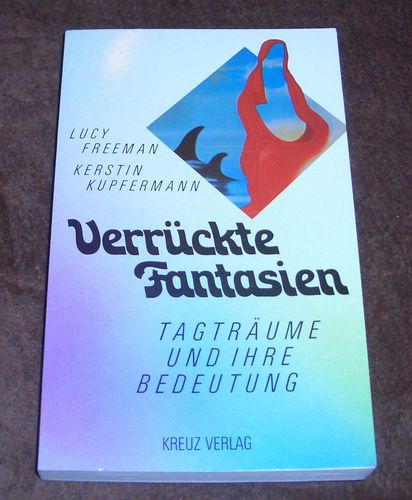 LUCY
FREEMAN
KERSTIN
KUPFERMANN
Verrückte
Fantasien
TAGTRÄUME
UND IHRE
BEDEUTUNG
KREUZ VERLAG